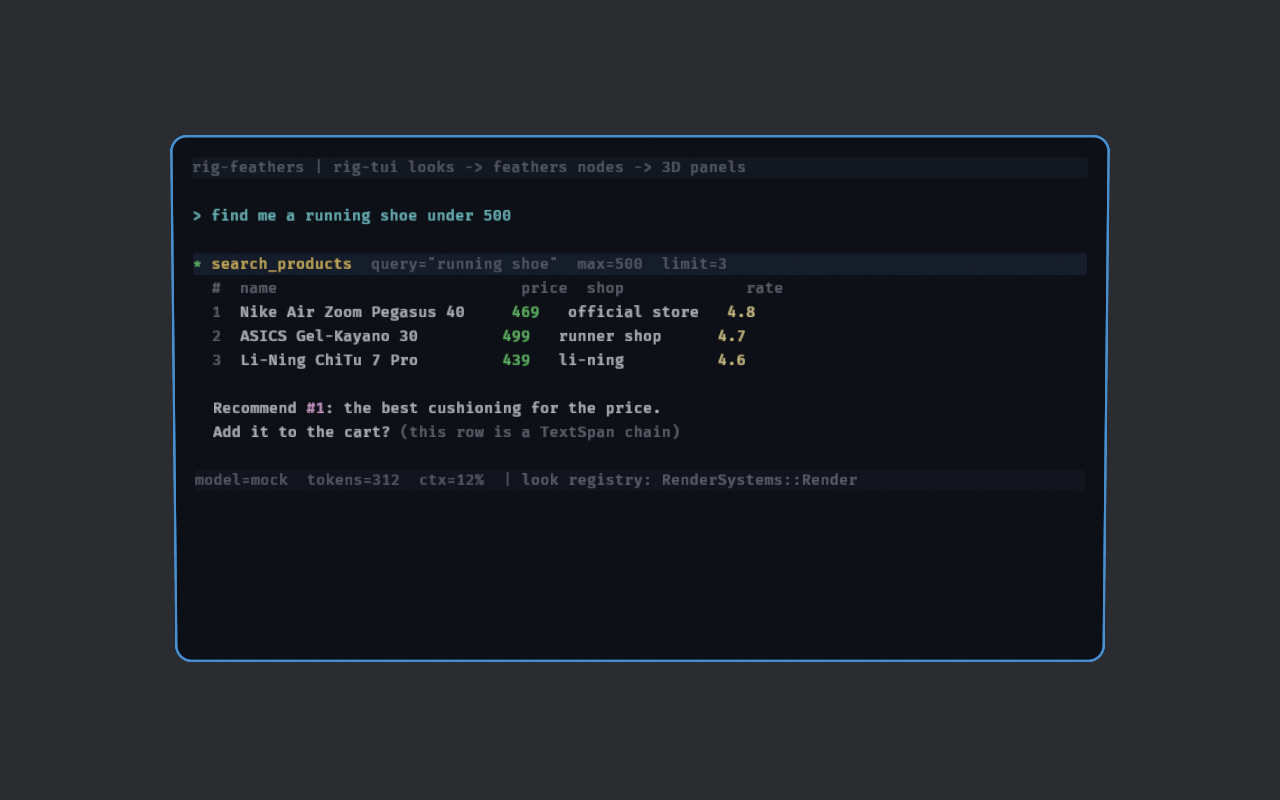 rig-feathers | rig-tui looks -> feathers nodes -> 3D panels
> find me a running shoe under 500
* search_products  query="running shoe"  max=500  limit=3
#  name                          price  shop             rate
1  Nike Air Zoom Pegasus 40     469   official store   4.8
2  ASICS Gel-Kayano 30         499   runner shop      4.7
3  Li-Ning ChiTu 7 Pro         439   li-ning          4.6
Recommend #1: the best cushioning for the price.
Add it to the cart? (this row is a TextSpan chain)
model=mock  tokens=312  ctx=12%  | look registry: RenderSystems::Render